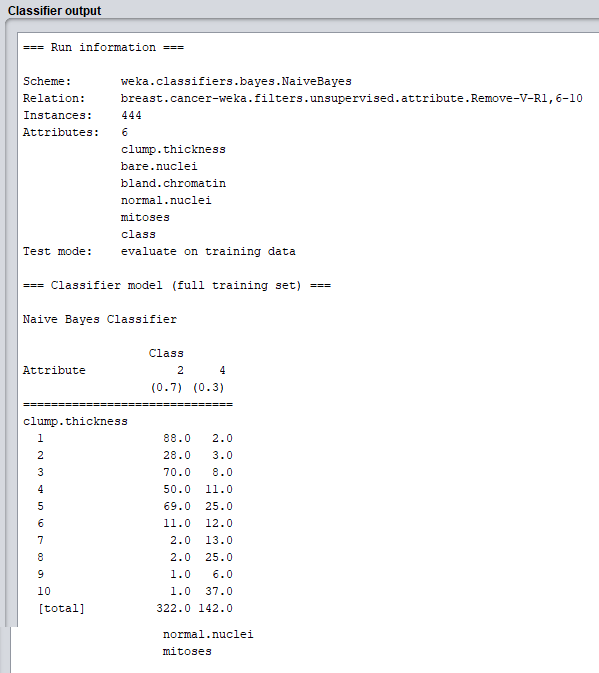 Classifier output
=== Run information ===
Scheme: weka.classifiers.bayes.NaiveBayes
Relation: breast.cancer-weka.filters.unsupervised.attribute.Remove-V-R1,6-10
Instances: 444
Attributes: 6
clump.thickness
bare.nuclei
bland.chromatin
normal.nuclei
mitoses
class
Test mode: evaluate on training data
=== Classifier model (full training set) ===
Naive Bayes Classifier
Class
Attribute 2 4
(0.7) (0.3)
==============================
clump.thickness
1 88.0 2.0
2 28.0 3.0
3 70.0 8.0
4 50.0 11.0
5 69.0 25.0
6 11.0 12.0
7 2.0 13.0
8 2.0 25.0
9 1.0 6.0
10 1.0 37.0
[total] 322.0 142.0
normal.nuclei
mitoses